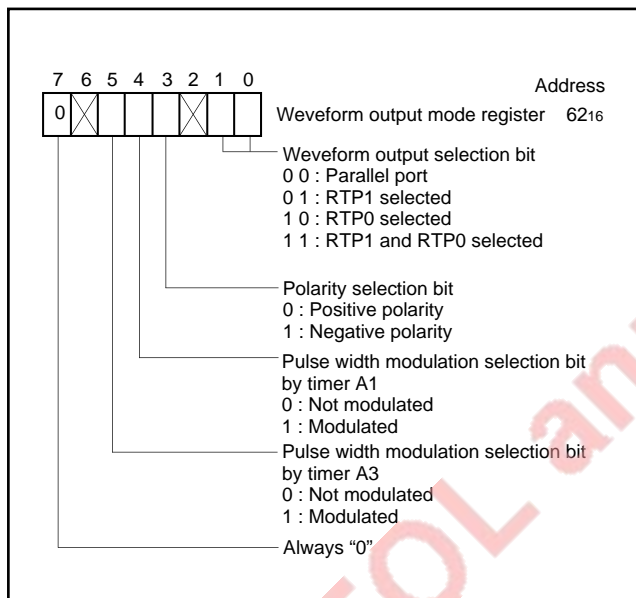 7 6 5 4 3 2 1 0
Address
0
Weveform output mode register 6216
Weveform output selection bit
0 0 : Parallel port
0 1 : RTP1 selected
1 0 : RTP0 selected
1 1 : RTP1 and RTP0 selected
Polarity selection bit
0 : Positive polarity
1 : Negative polarity
Pulse width modulation selection bit
by timer A1
0 : Not modulated
1 : Modulated
Pulse width modulation selection bit
by timer A3
0 : Not modulated
1 : Modulated
Always “0”
TOL an